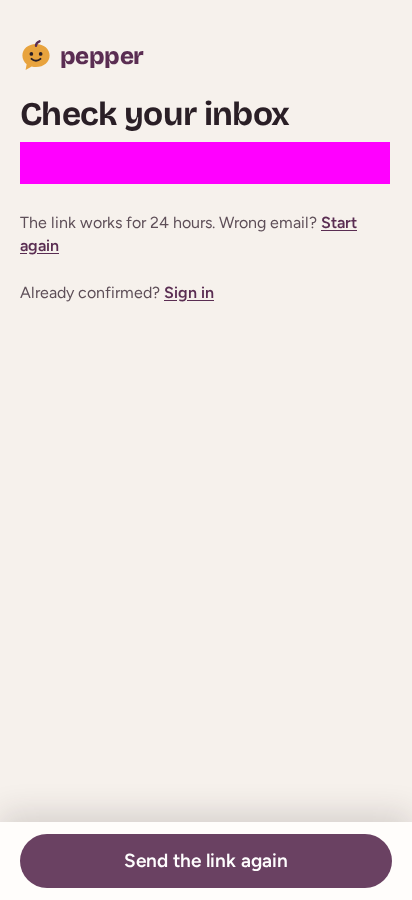 pepper
Check your inbox
The link works for 24 hours. Wrong email? Start
again
Already confirmed? Sign in
Send the link again